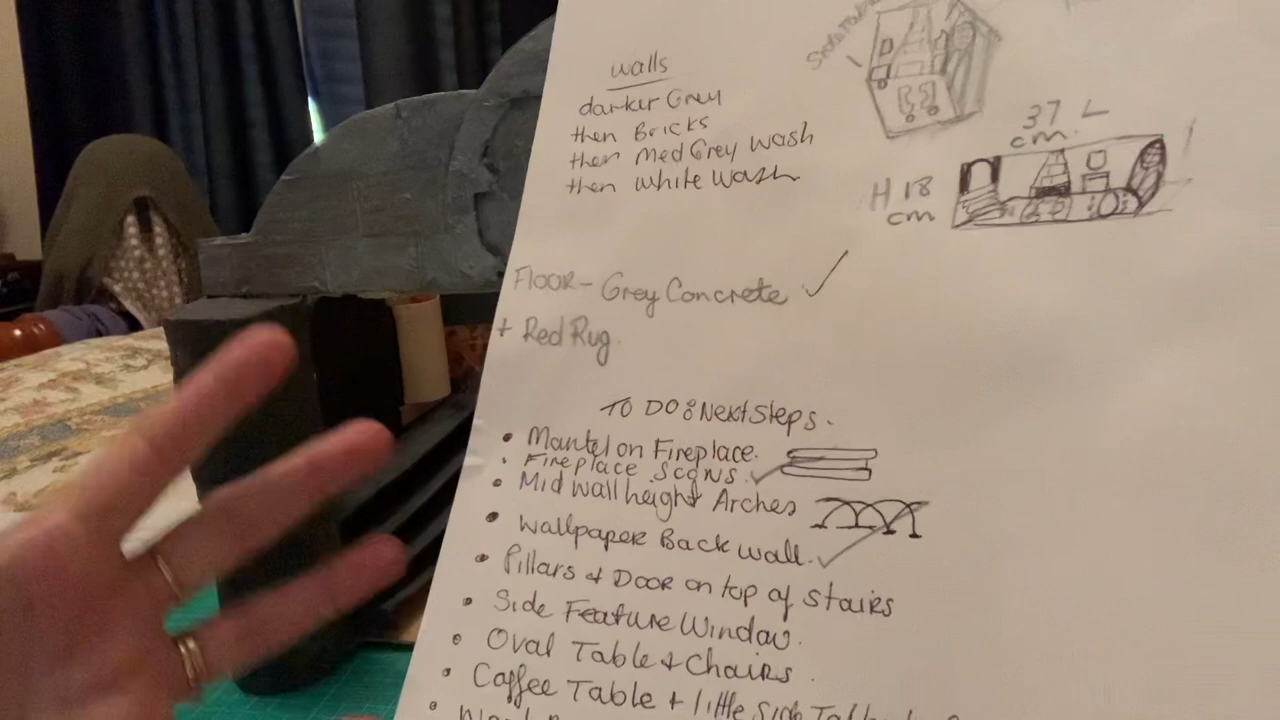 walls
darker Grey
then Bricks
then Med Grey wash
then white wash
37 L
cm.
H 18
cm
FLOOR - Grey Concrete ✓
+ Red Rug.
TO DO: Next Steps.
• Mantel on Fireplace.
• Fireplace Scons. ✓
• Mid wall height Arches
• Wallpaper Back wall. ✓
• Pillars & Door on top of Stairs
• Side Feature Window.
• Oval Table & Chairs.
• Coffee Table + little Side Table